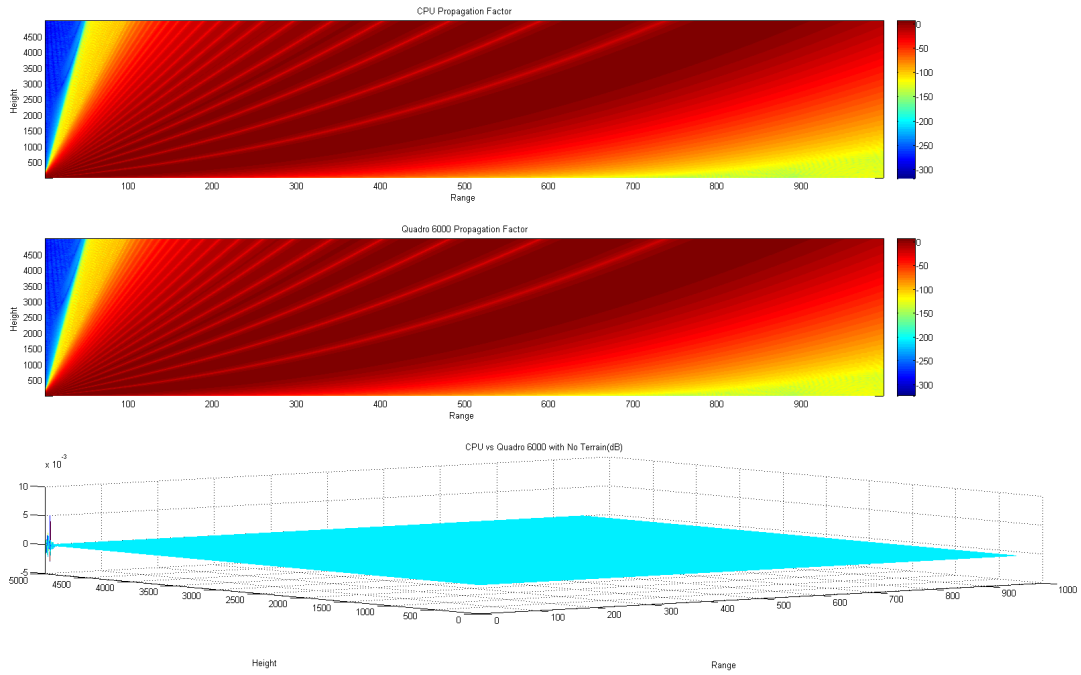 CPU Propagation Factor
4500
4000
3500
3000
2500
2000
1500
1000
500
Height
100 200 300 400 500 600 700 800 900
Range
0
-50
-100
-150
-200
-250
-300
Quadro 6000 Propagation Factor
4500
4000
3500
3000
2500
2000
1500
1000
500
Height
100 200 300 400 500 600 700 800 900
Range
0
-50
-100
-150
-200
-250
-300
CPU vs Quadro 6000 with No Terrain(dB)
x 10^-3
10
5
0
-5
5000 4500 4000 3500 3000 2500 2000 1500 1000 500 0
0 100 200 300 400 500 600 700 800 900 1000
Height
Range